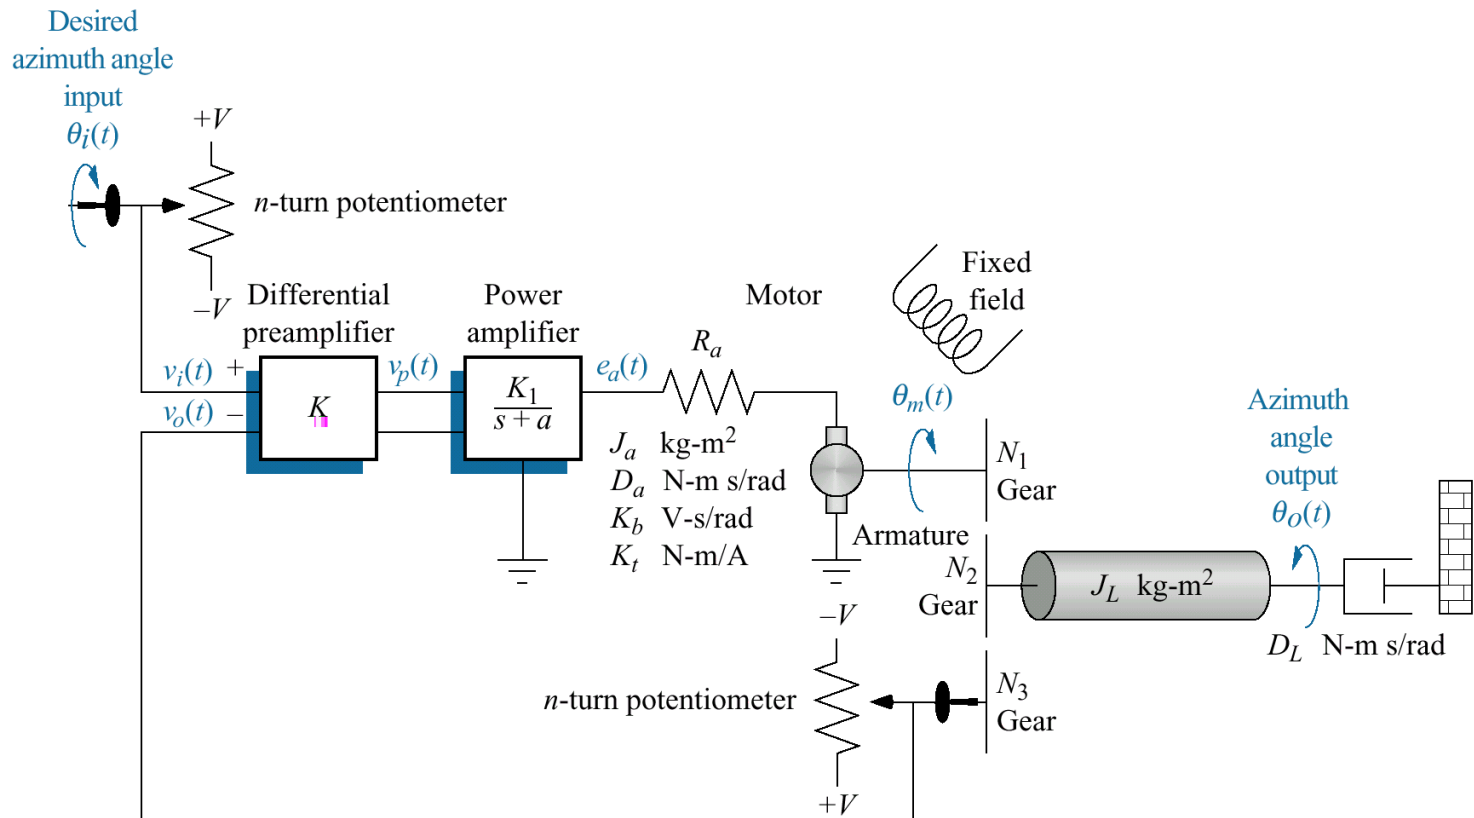 Desired
azimuth angle
input
θi(t)
+V
n-turn potentiometer
−V
Differential
preamplifier
Power
amplifier
Motor
Fixed
field
vi(t) +
vo(t) −
K
vp(t)
K1
s + a
ea(t)
Ra
Ja kg-m2
Da N-m s/rad
Kb V-s/rad
Kt N-m/A
θm(t)
N1
Gear
Armature
N2
Gear
JL kg-m2
Azimuth
angle
output
θo(t)
DL N-m s/rad
−V
n-turn potentiometer
+V
N3
Gear